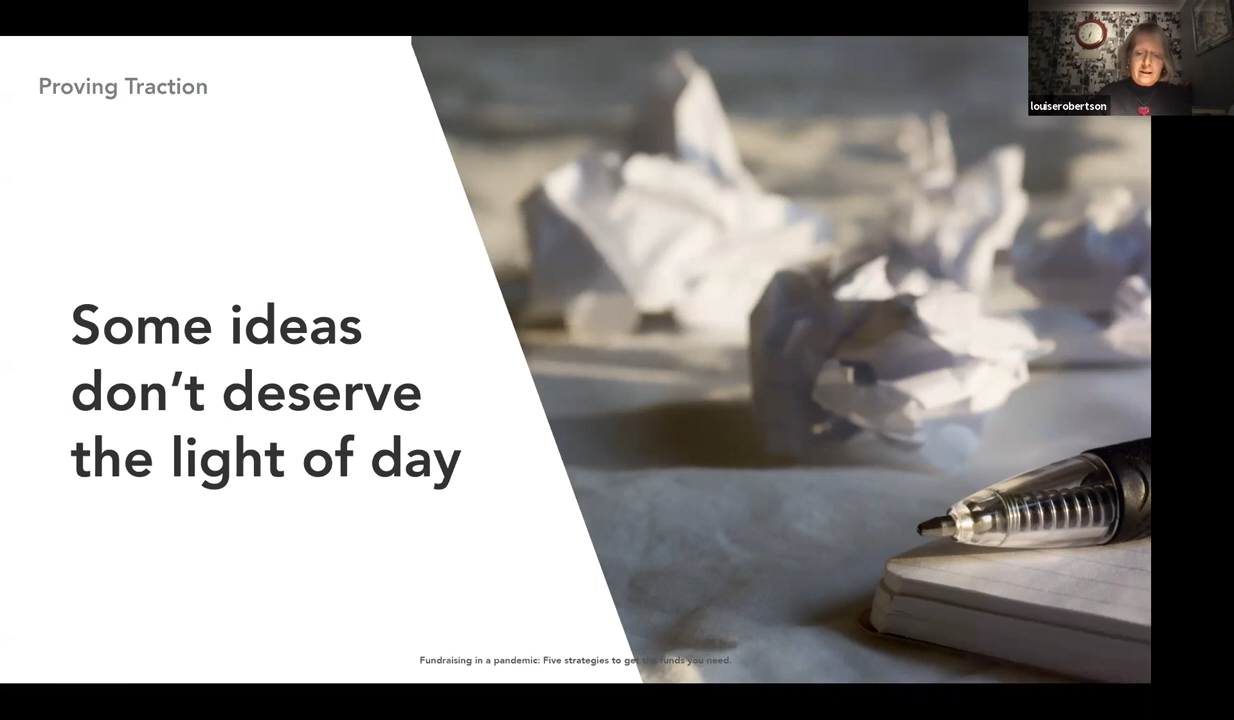 Proving Traction
louiserobertson
Some ideas
don’t deserve
the light of day
Fundraising in a pandemic: Five strategies to get the funds you need.